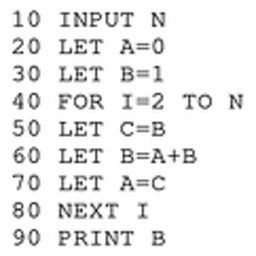 10 INPUT N
20 LET A=0
30 LET B=1
40 FOR I=2 TO N
50 LET C=B
60 LET B=A+B
70 LET A=C
80 NEXT I
90 PRINT B